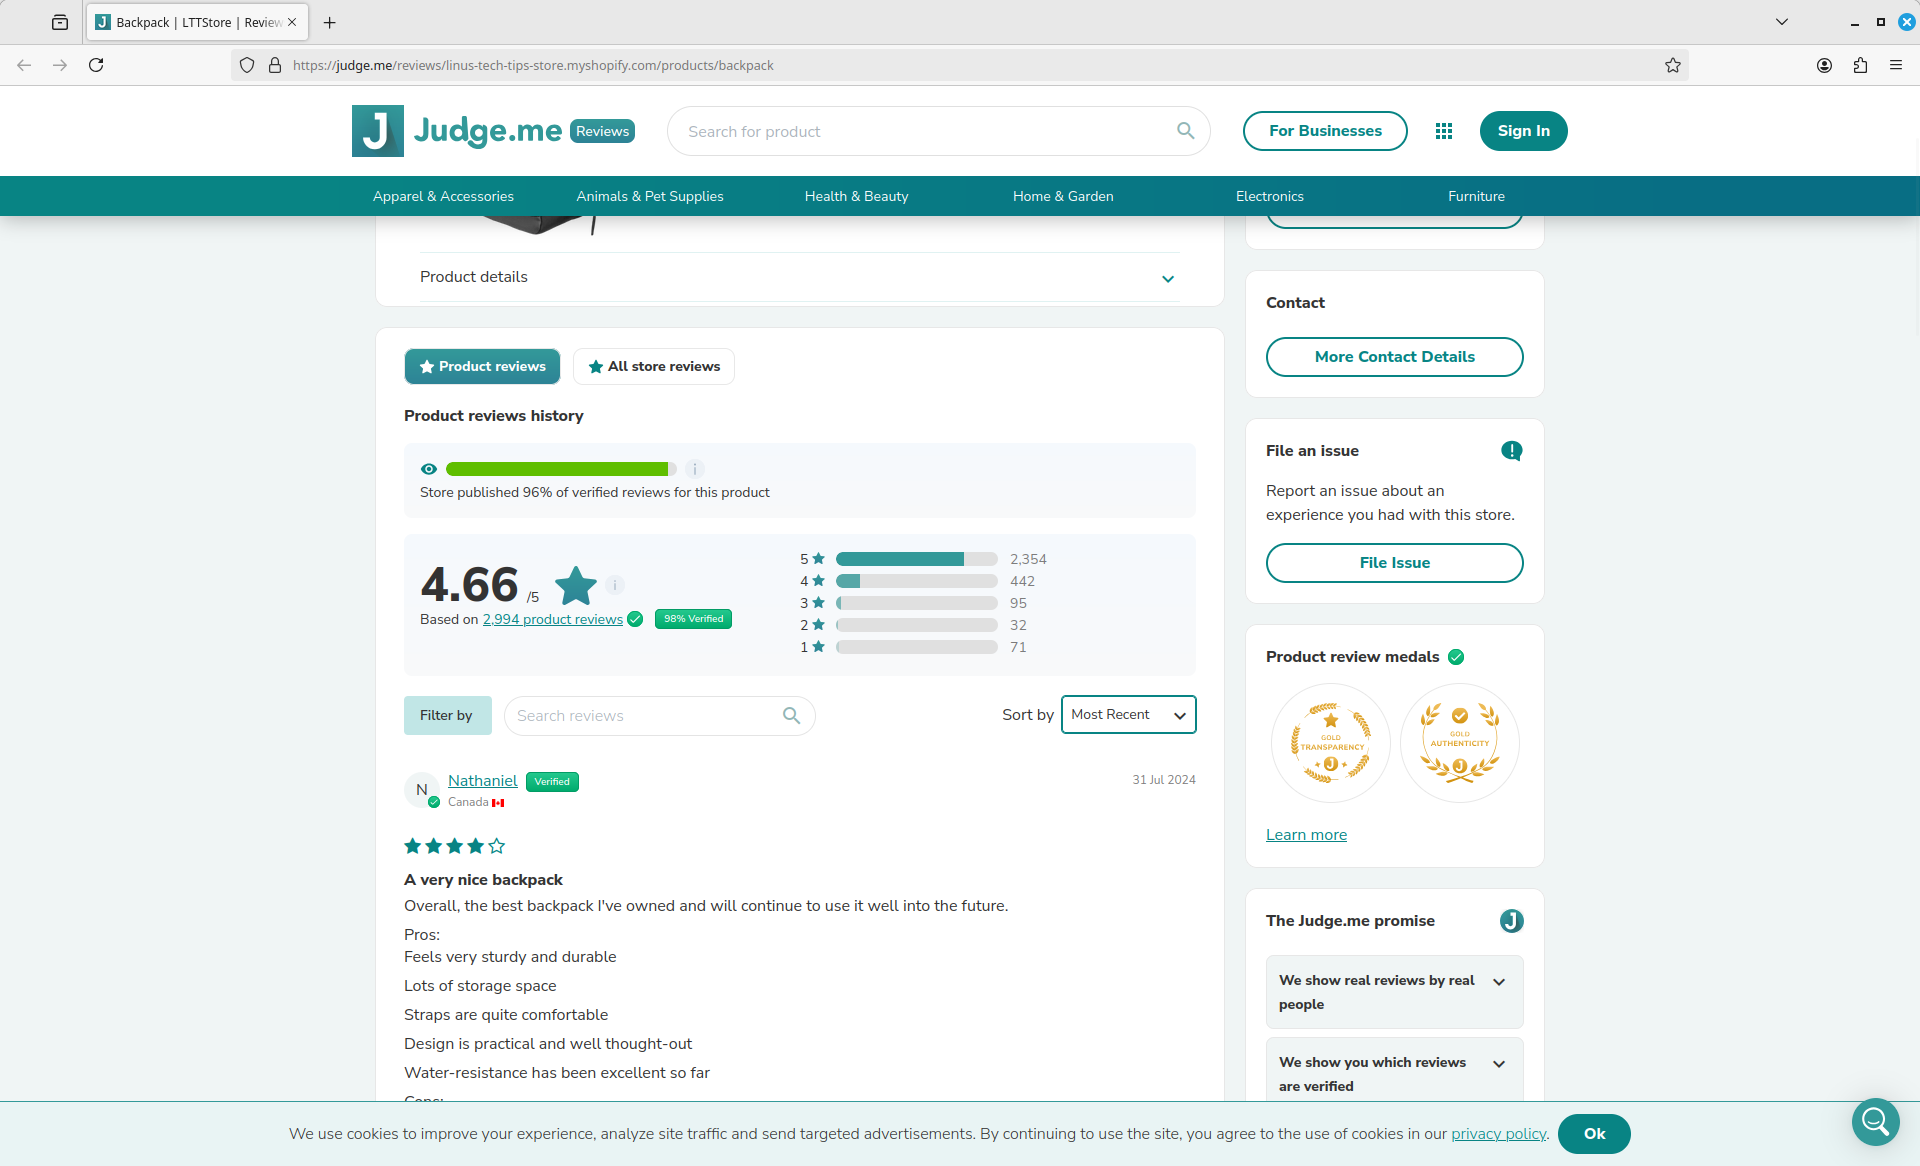 Backpack | LTTStore | Review
https://judge.me/reviews/linus-tech-tips-store.myshopify.com/products/backpack
J Judge.me Reviews
Search for product
For Businesses
Sign In
Apparel & Accessories
Animals & Pet Supplies
Health & Beauty
Home & Garden
Electronics
Furniture
Product details
Product reviews
All store reviews
Product reviews history
Store published 96% of verified reviews for this product
4.66 /5
Based on 2,994 product reviews 98% Verified
5 2,354
4 442
3 95
2 32
1 71
Filter by
Search reviews
Sort by Most Recent
N
Nathaniel Verified
Canada
31 Jul 2024
A very nice backpack
Overall, the best backpack I've owned and will continue to use it well into the future.
Pros:
Feels very sturdy and durable
Lots of storage space
Straps are quite comfortable
Design is practical and well thought-out
Water-resistance has been excellent so far
Cons:
Contact
More Contact Details
File an issue
Report an issue about an
experience you had with this store.
File Issue
Product review medals
GOLD
TRANSPARENCY
GOLD
AUTHENTICITY
Learn more
The Judge.me promise
We show real reviews by real
people
We show you which reviews
are verified
We use cookies to improve your experience, analyze site traffic and send targeted advertisements. By continuing to use the site, you agree to the use of cookies in our privacy policy.
Ok